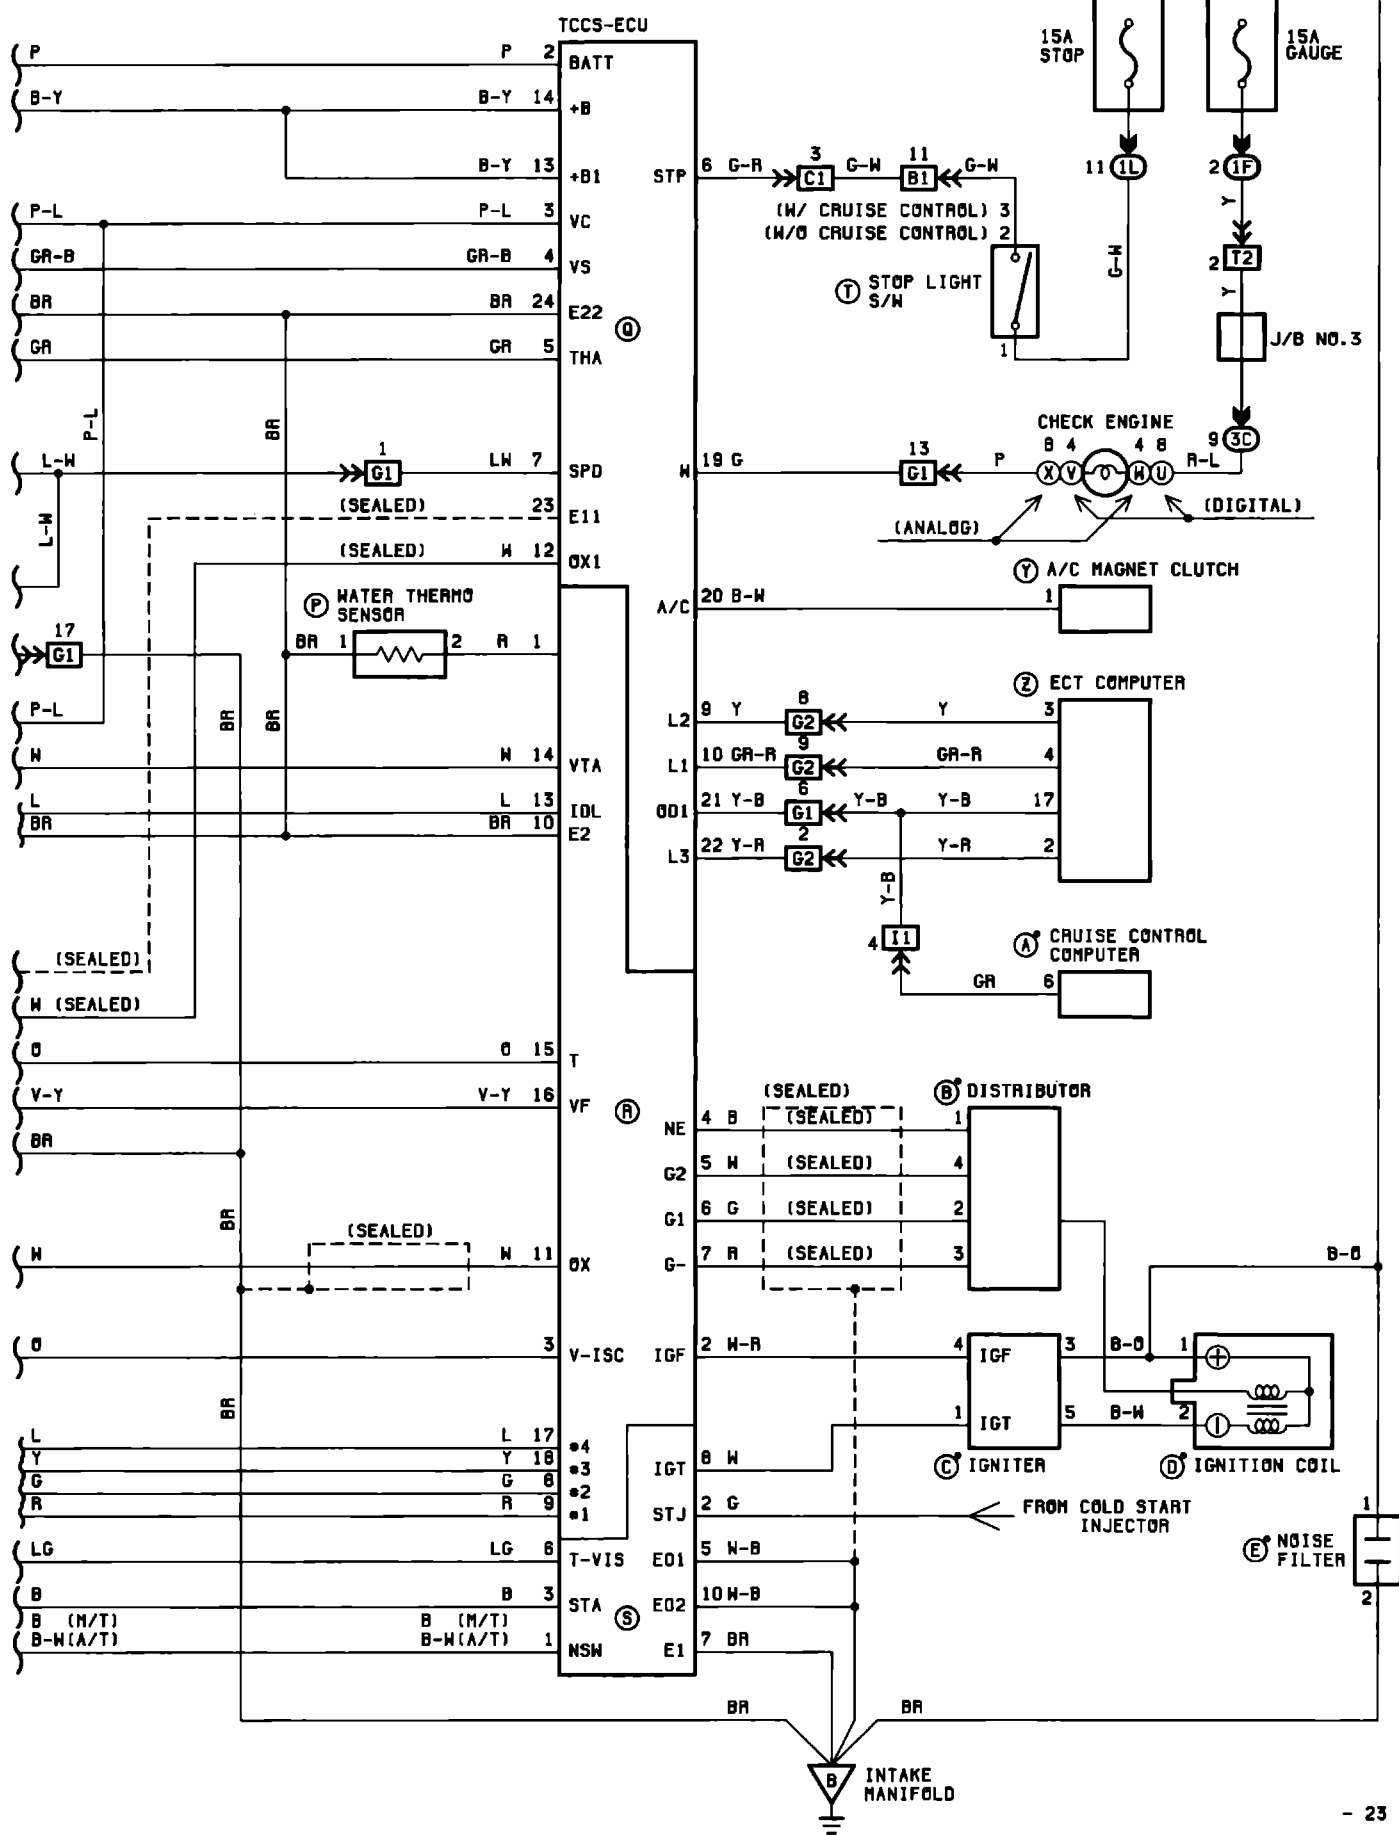 TCCS-ECU
15A STOP
15A GAUGE
P P 2 BATT
B-Y B-Y 14 +B
B-Y 13 +B1
STP 6 G-R 3 C1 G-W 11 B1 G-W
11 1L
2 1F
Y
(W/ CRUISE CONTROL) 3
(W/O CRUISE CONTROL) 2
P-L P-L 3 VC
GR-B GR-B 4 VS
G-W
2 T2
Y
T STOP LIGHT S/W
1
BR BR 24 E22
Q
J/B NO.3
GR GR 5 THA
P-L
BR
CHECK ENGINE
8 4 4 8
9 3C
L-W 1 G1 LW 7 SPD
W 19 G 13 G1 P X V W U R-L
(SEALED) 23 E11
L-W
(ANALOG)
(DIGITAL)
(SEALED) W 12 OX1
Y A/C MAGNET CLUTCH
A/C 20 B-W 1
P WATER THERMO SENSOR
17 G1
BR 1 2 R 1
Z ECT COMPUTER
P-L
BR
BR
L2 9 Y 8 G2 Y 3
W W 14 VTA
L1 10 GR-R 9 G2 GR-R 4
L L 13 IDL
OD1 21 Y-B 6 G1 Y-B Y-B 17
BR BR 10 E2
L3 22 Y-R 2 G2 Y-R 2
Y-B
4 I1
A CRUISE CONTROL COMPUTER
GR 6
(SEALED)
W (SEALED)
O O 15 T
V-Y V-Y 16 VF
R
(SEALED)
B DISTRIBUTOR
NE 4 B (SEALED) 1
BR
G2 5 W (SEALED) 4
G1 6 G (SEALED) 2
BR
(SEALED)
W W 11 OX
G- 7 R (SEALED) 3
B-O
O 3 V-ISC
IGF 2 W-R 4 IGF 3 B-O 1
BR
1 IGT 5 B-W 2
L L 17 #4
Y Y 18 #3
G G 8 #2
R R 9 #1
IGT 8 W
C IGNITER
D IGNITION COIL
STJ 2 G FROM COLD START INJECTOR
1
E NOISE FILTER
2
LG LG 6 T-VIS
EO1 5 W-B
B B 3 STA
S
EO2 10 W-B
B (M/T) B (M/T)
B-W(A/T) B-W(A/T) 1 NSW
E1 7 BR
BR
BR
B INTAKE MANIFOLD
- 23